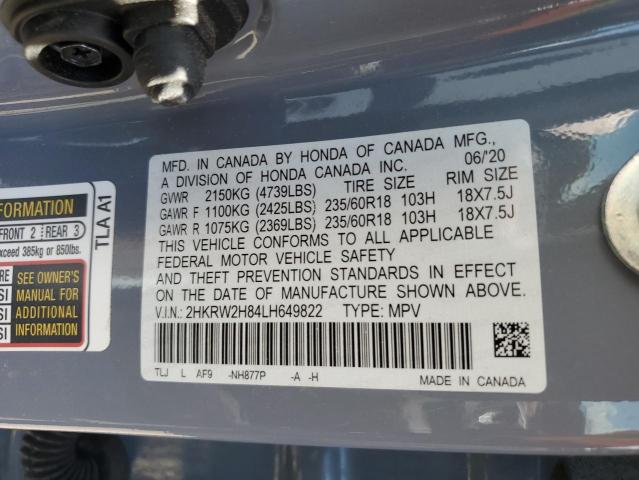 FORMATION
FRONT 2 REAR 3
exceed 385kg or 850lbs.
SEE OWNER'S
MANUAL FOR
ADDITIONAL
INFORMATION
TLA A1
MFD. IN CANADA BY HONDA OF CANADA MFG.,
A DIVISION OF HONDA CANADA INC. 06/'20
GVWR 2150KG (4739LBS) TIRE SIZE RIM SIZE
GAWR F 1100KG (2425LBS) 235/60R18 103H 18X7.5J
GAWR R 1075KG (2369LBS) 235/60R18 103H 18X7.5J
THIS VEHICLE CONFORMS TO ALL APPLICABLE
FEDERAL MOTOR VEHICLE SAFETY
AND THEFT PREVENTION STANDARDS IN EFFECT
ON THE DATE OF MANUFACTURE SHOWN ABOVE.
V.I.N.: 2HKRW2H84LH649822 TYPE: MPV
TLJ L AF9 -NH877P -A -H
MADE IN CANADA